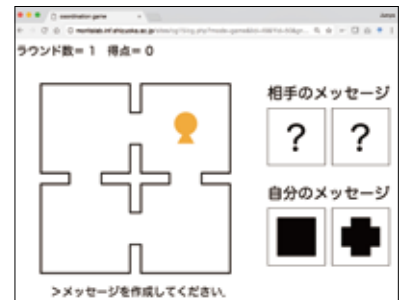 coordination game
ラウンド数= 1 得点= 0
相手のメッセージ
? ?
自分のメッセージ
>メッセージを作成してください.